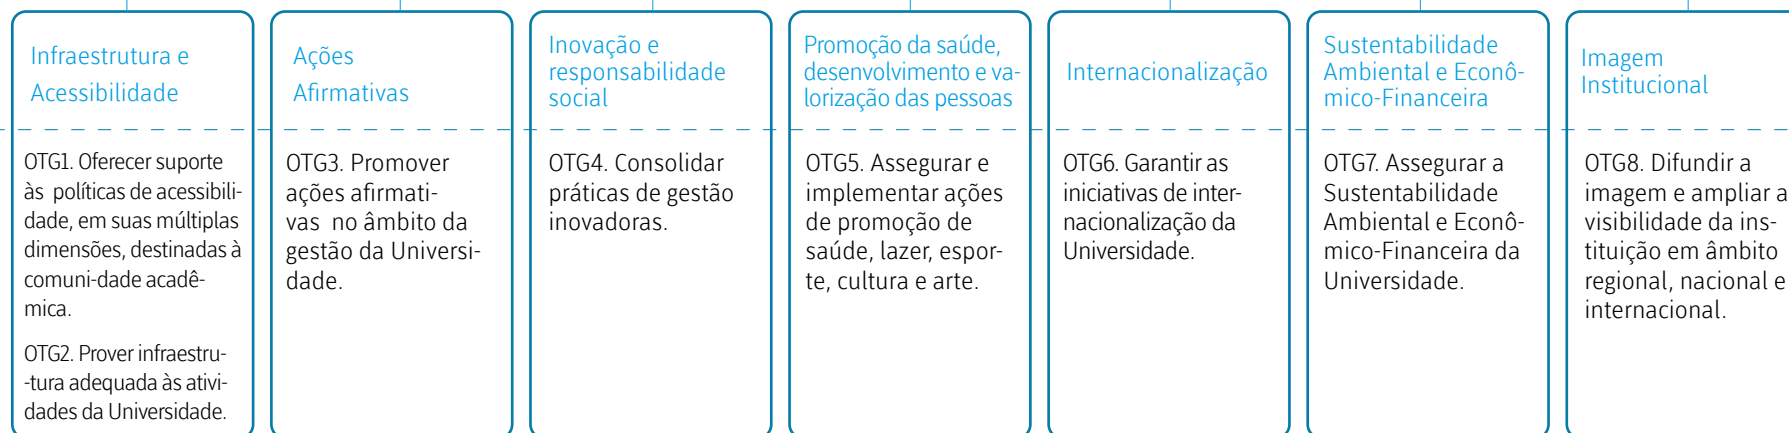 Infraestrutura e
Acessibilidade
OTG1. Oferecer suporte
às políticas de acessibili-
dade, em suas múltiplas
dimensões, destinadas à
comuni-dade acadê-
mica.
OTG2. Prover infraestru-
-tura adequada às ativi-
dades da Universidade.
Ações
Afirmativas
OTG3. Promover
ações afirmati-
vas no âmbito da
gestão da Universi-
dade.
Inovação e
responsabilidade
social
OTG4. Consolidar
práticas de gestão
inovadoras.
Promoção da saúde,
desenvolvimento e va-
lorização das pessoas
OTG5. Assegurar e
implementar ações
de promoção de
saúde, lazer, espor-
te, cultura e arte.
Internacionalização
OTG6. Garantir as
iniciativas de inter-
nacionalização da
Universidade.
Sustentabilidade
Ambiental e Econô-
mico-Financeira
OTG7. Assegurar a
Sustentabilidade
Ambiental e Econô-
mico-Financeira da
Universidade.
Imagem
Institucional
OTG8. Difundir a
imagem e ampliar a
visibilidade da ins-
tituição em âmbito
regional, nacional e
internacional.